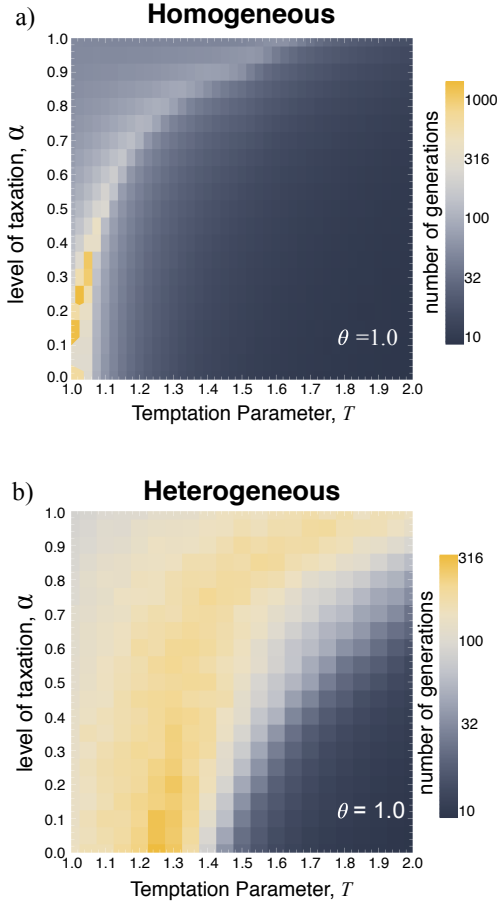 a)
Homogeneous
1.0
0.9
0.8
0.7
0.6
0.5
0.4
0.3
0.2
0.1
0.0
level of taxation, α
θ =1.0
1.0 1.1 1.2 1.3 1.4 1.5 1.6 1.7 1.8 1.9 2.0
Temptation Parameter, T
number of generations
1000
316
100
32
10
b)
Heterogeneous
1.0
0.9
0.8
0.7
0.6
0.5
0.4
0.3
0.2
0.1
0.0
level of taxation, α
θ = 1.0
1.0 1.1 1.2 1.3 1.4 1.5 1.6 1.7 1.8 1.9 2.0
Temptation Parameter, T
number of generations
316
100
32
10